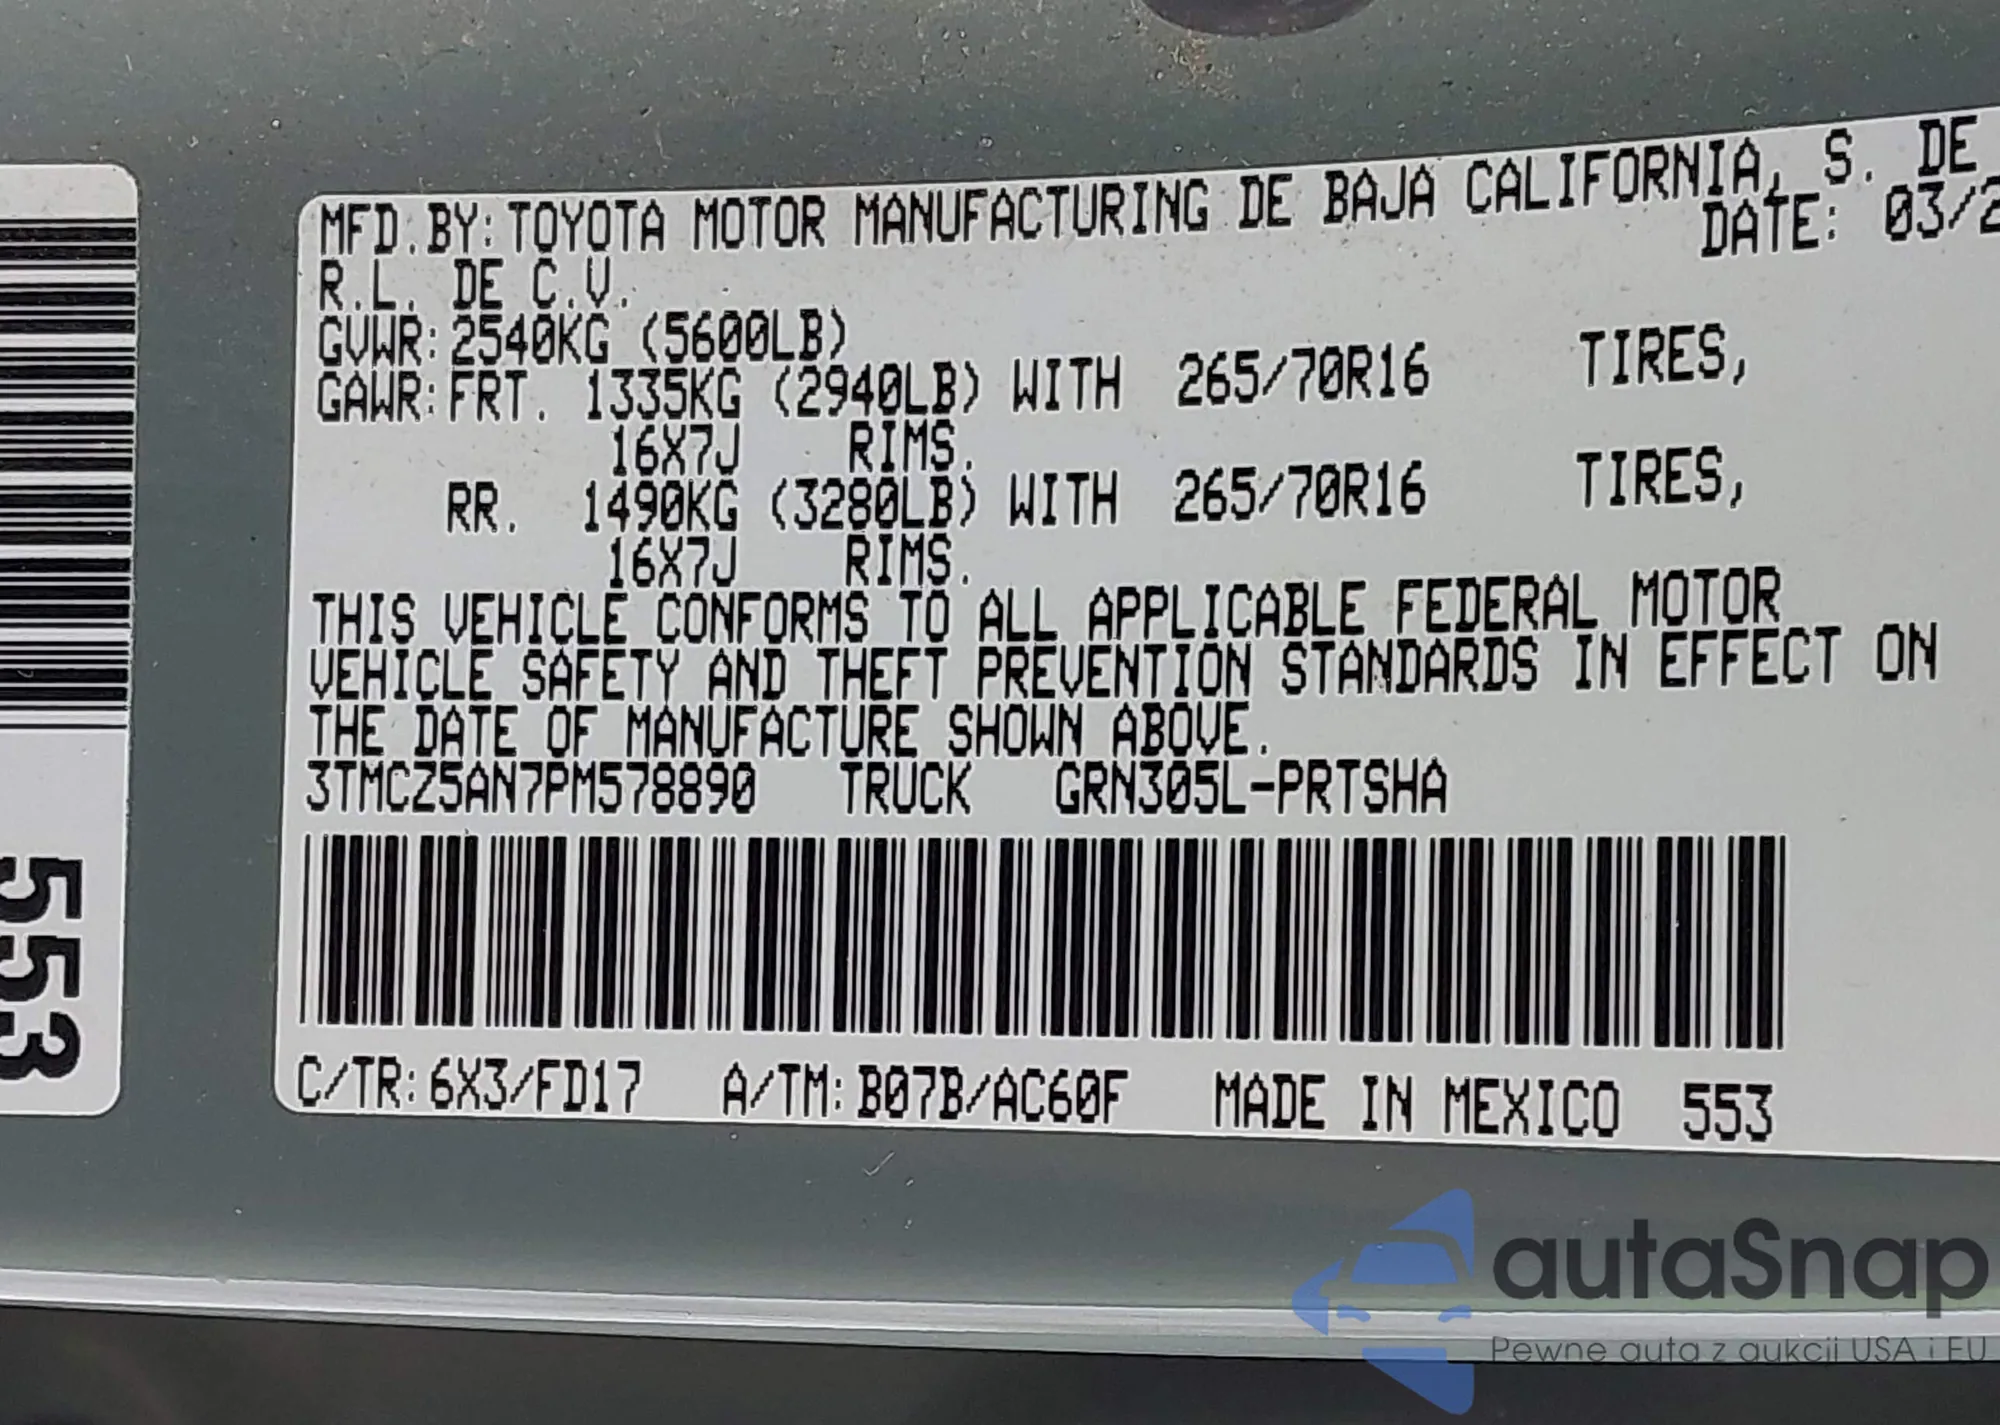 MFD.BY:TOYOTA MOTOR MANUFACTURING DE BAJA CALIFORNIA, S. DE
R.L. DE C.V. DATE: 03/2
GVWR:2540KG (5600LB)
GAWR:FRT. 1335KG (2940LB) WITH 265/70R16 TIRES,
16X7J RIMS.
RR. 1490KG (3280LB) WITH 265/70R16 TIRES,
16X7J RIMS.
THIS VEHICLE CONFORMS TO ALL APPLICABLE FEDERAL MOTOR
VEHICLE SAFETY AND THEFT PREVENTION STANDARDS IN EFFECT ON
THE DATE OF MANUFACTURE SHOWN ABOVE.
3TMCZ5AN7PM578890 TRUCK GRN305L-PRTSHA
C/TR:6X3/FD17 A/TM:B07B/AC60F MADE IN MEXICO 553
553
autaSnap
Pewne auta z aukcji USA i EU